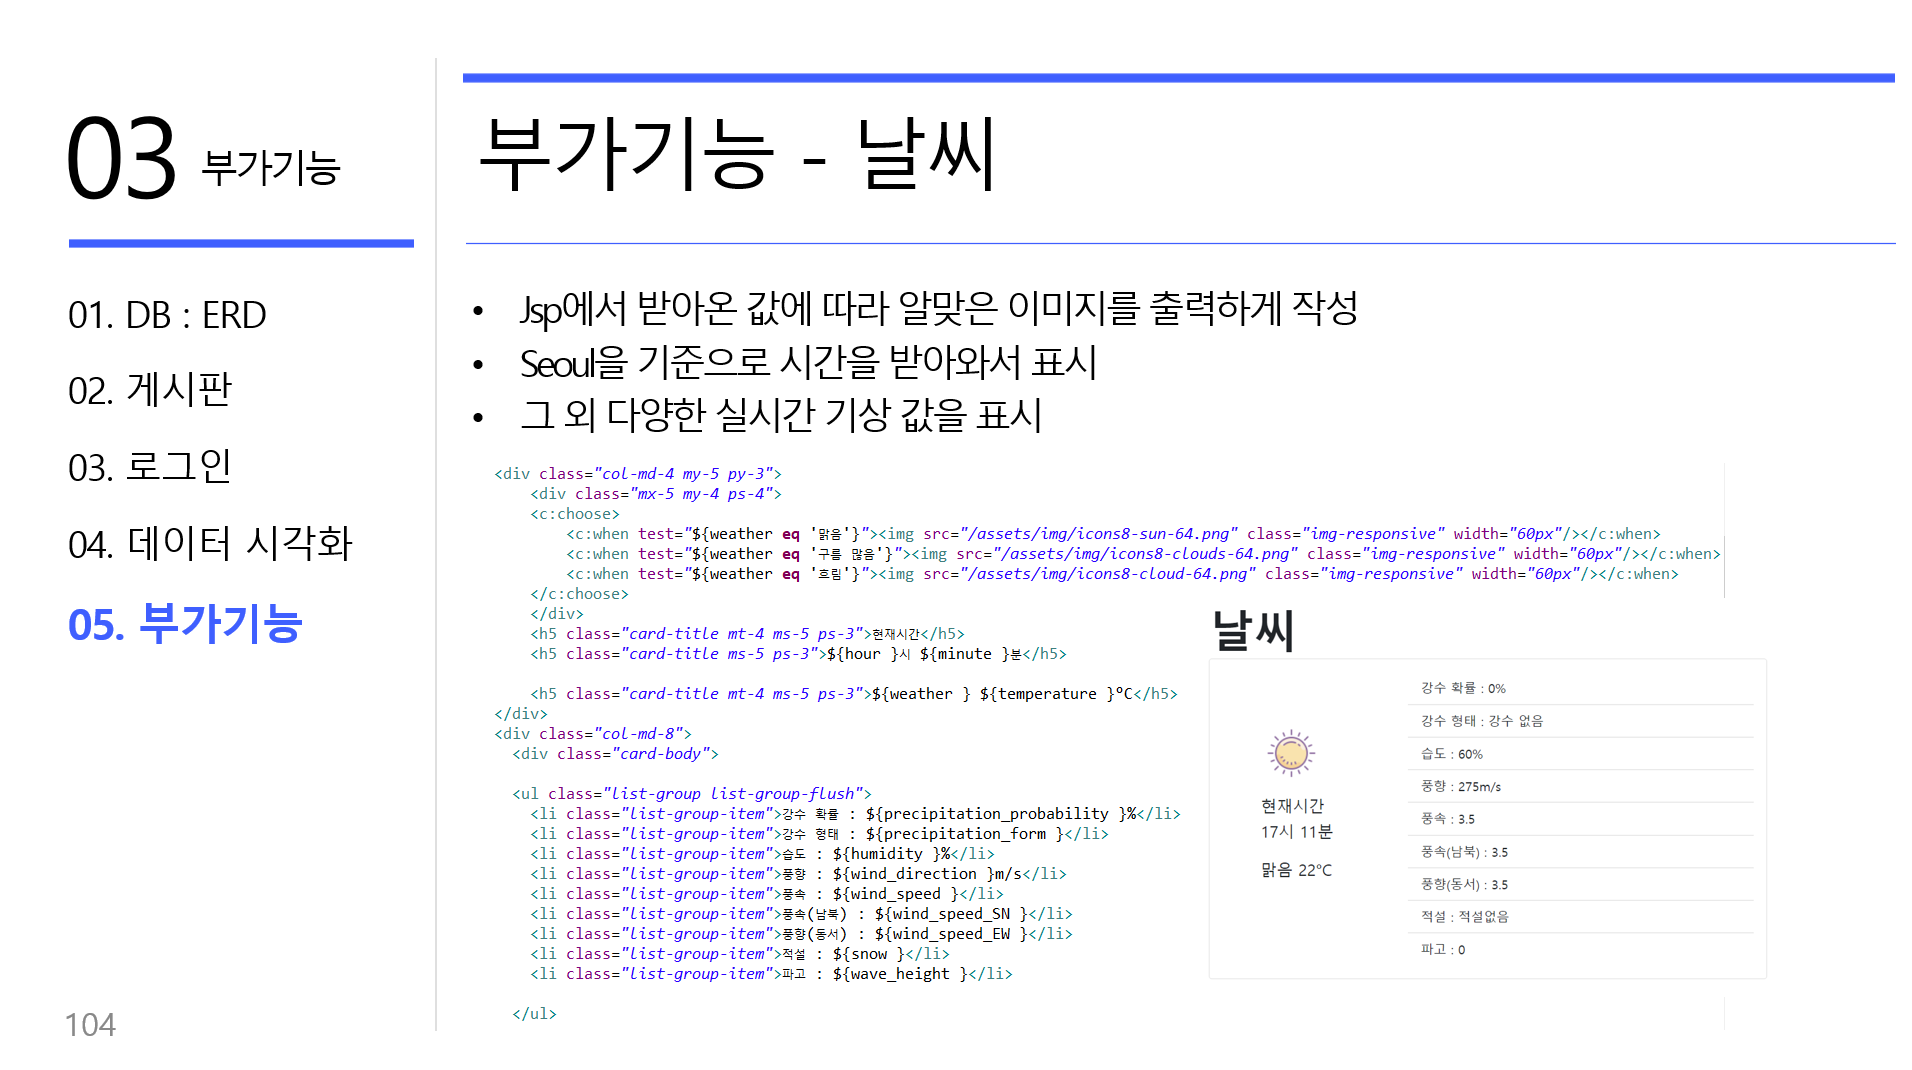 03 부가기능
01. DB : ERD
02. 게시판
03. 로그인
04. 데이터 시각화
05. 부가기능
104
부가기능 - 날씨
• Jsp에서 받아온 값에 따라 알맞은 이미지를 출력하게 작성
• Seoul을 기준으로 시간을 받아와서 표시
• 그 외 다양한 실시간 기상 값을 표시
<div class="col-md-4 my-5 py-3">
<div class="mx-5 my-4 ps-4">
<c:choose>
<c:when test="${weather eq '맑음'}"><img src="/assets/img/icons8-sun-64.png" class="img-responsive" width="60px"/></c:when>
<c:when test="${weather eq '구름 많음'}"><img src="/assets/img/icons8-clouds-64.png" class="img-responsive" width="60px"/></c:when>
<c:when test="${weather eq '흐림'}"><img src="/assets/img/icons8-cloud-64.png" class="img-responsive" width="60px"/></c:when>
</c:choose>
</div>
<h5 class="card-title mt-4 ms-5 ps-3">현재시간</h5>
<h5 class="card-title ms-5 ps-3">${hour }시 ${minute }분</h5>
<h5 class="card-title mt-4 ms-5 ps-3">${weather } ${temperature }ºC</h5>
</div>
<div class="col-md-8">
<div class="card-body">
<ul class="list-group list-group-flush">
<li class="list-group-item">강수 확률 : ${precipitation_probability }%</li>
<li class="list-group-item">강수 형태 : ${precipitation_form }</li>
<li class="list-group-item">습도 : ${humidity }%</li>
<li class="list-group-item">풍향 : ${wind_direction }m/s</li>
<li class="list-group-item">풍속 : ${wind_speed }</li>
<li class="list-group-item">풍속(남북) : ${wind_speed_SN }</li>
<li class="list-group-item">풍향(동서) : ${wind_speed_EW }</li>
<li class="list-group-item">적설 : ${snow }</li>
<li class="list-group-item">파고 : ${wave_height }</li>
</ul>
날씨
현재시간
17시 11분
맑음 22ºC
강수 확률 : 0%
강수 형태 : 강수 없음
습도 : 60%
풍향 : 275m/s
풍속 : 3.5
풍속(남북) : 3.5
풍향(동서) : 3.5
적설 : 적설없음
파고 : 0